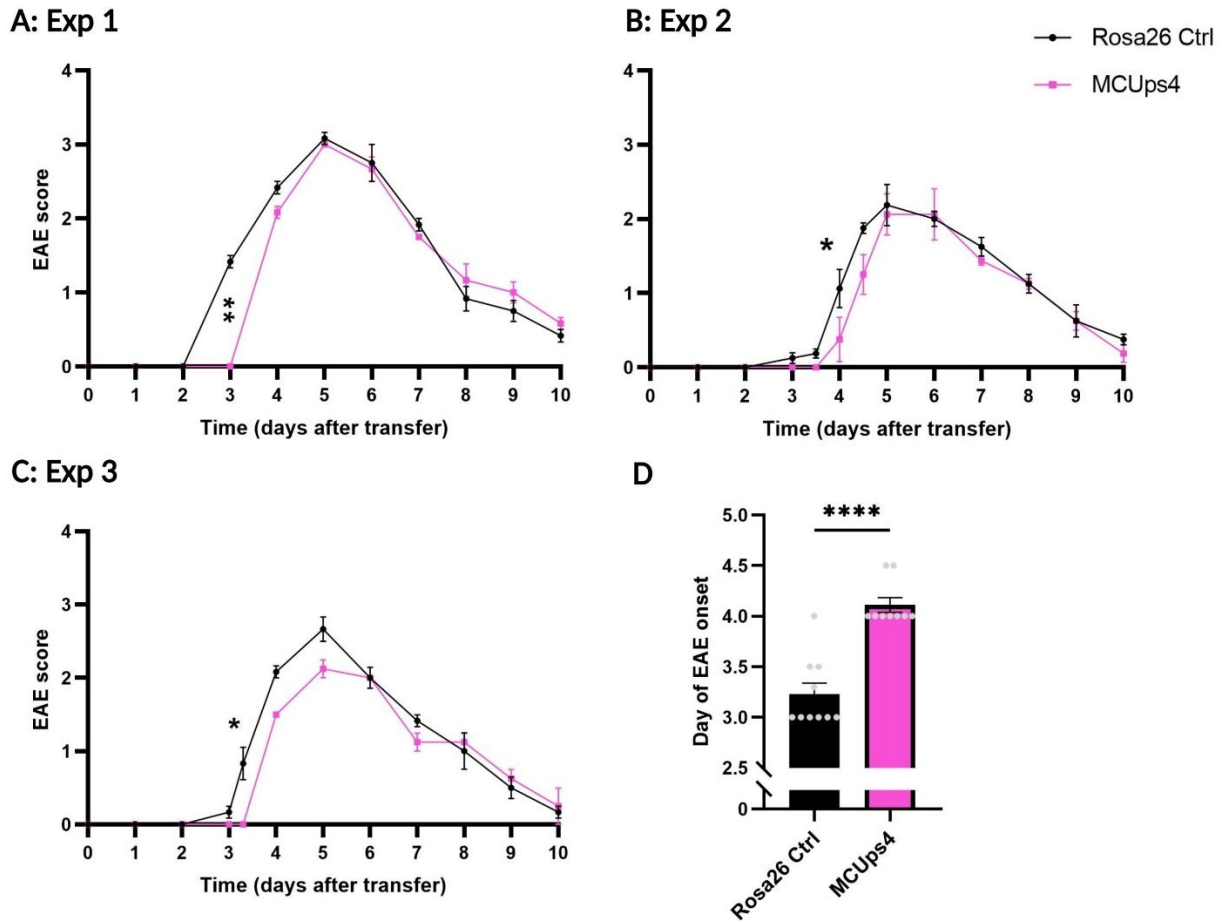 A: Exp 1
EAE score
4
3
2
1
0
**
0 1 2 3 4 5 6 7 8 9 10
Time (days after transfer)
B: Exp 2
Rosa26 Ctrl
MCUps4
EAE score
4
3
2
1
0
*
0 1 2 3 4 5 6 7 8 9 10
Time (days after transfer)
C: Exp 3
EAE score
4
3
2
1
0
*
0 1 2 3 4 5 6 7 8 9 10
Time (days after transfer)
D
Day of EAE onset
5.0
4.5
4.0
3.5
3.0
2.5
0
****
Rosa26 Ctrl
MCUps4